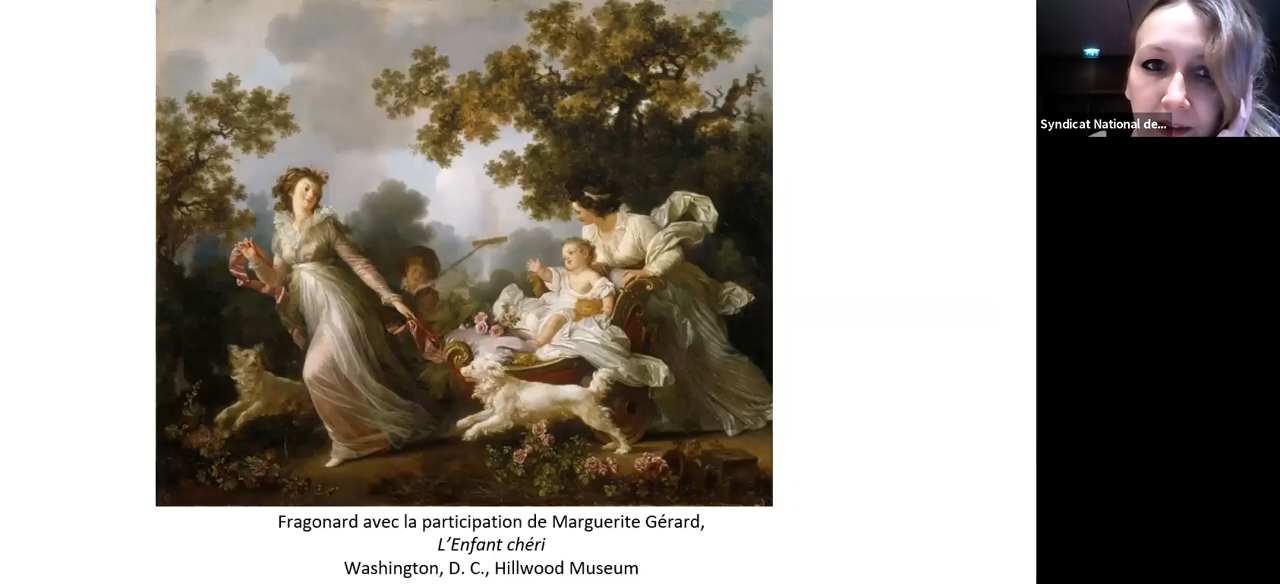 Fragonard avec la participation de Marguerite Gérard,
L’Enfant chéri
Washington, D. C., Hillwood Museum
Syndicat National de...